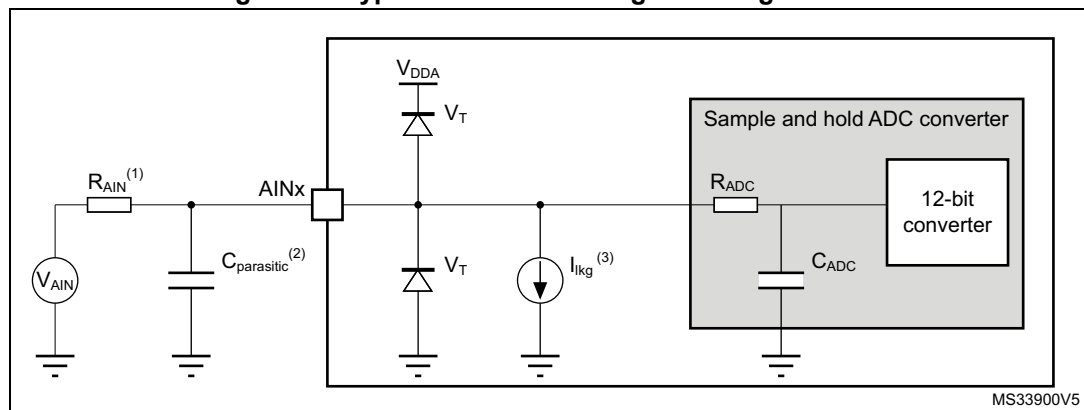 V_DDA
V_T
Sample and hold ADC converter
R_AIN^(1)
AINx
R_ADC
12-bit
converter
C_parasitic^(2)
V_T
I_lkg^(3)
C_ADC
V_AIN
MS33900V5